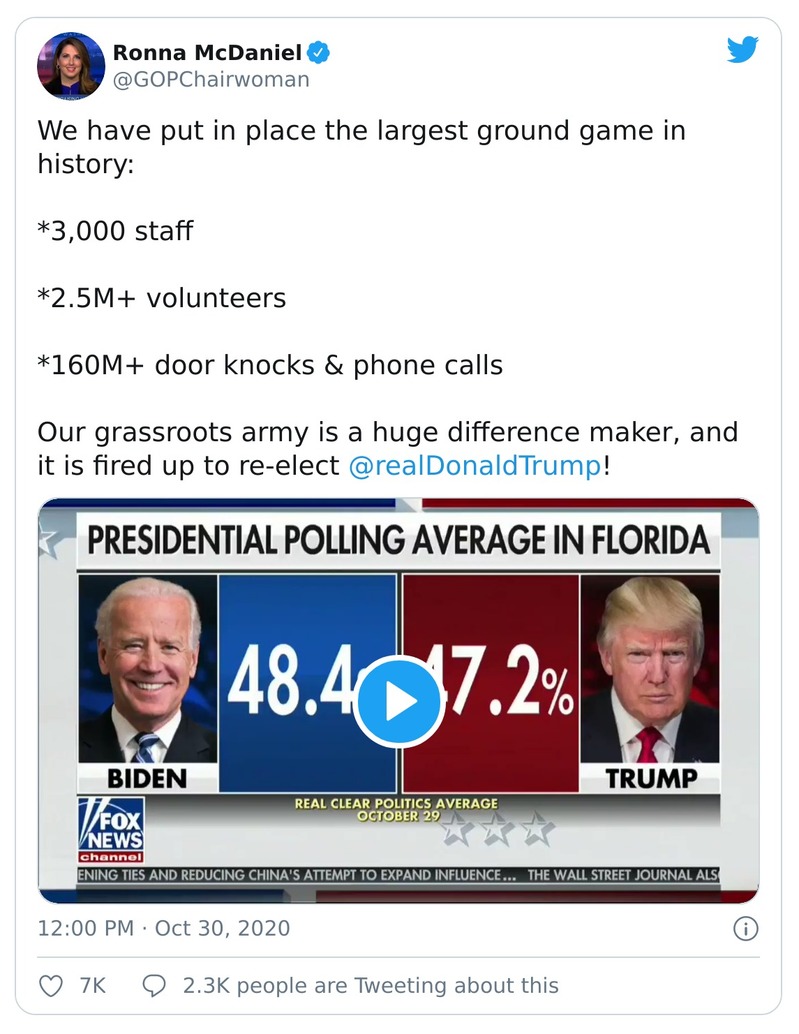 Ronna McDaniel
@GOPChairwoman
We have put in place the largest ground game in
history:
*3,000 staff
*2.5M+ volunteers
*160M+ door knocks & phone calls
Our grassroots army is a huge difference maker, and
it is fired up to re-elect @realDonaldTrump!
PRESIDENTIAL POLLING AVERAGE IN FLORIDA
48.4 47.2%
BIDEN TRUMP
REAL CLEAR POLITICS AVERAGE
OCTOBER 29
FOX
NEWS
channel
ENING TIES AND REDUCING CHINA'S ATTEMPT TO EXPAND INFLUENCE... THE WALL STREET JOURNAL ALS
12:00 PM · Oct 30, 2020
7K 2.3K people are Tweeting about this